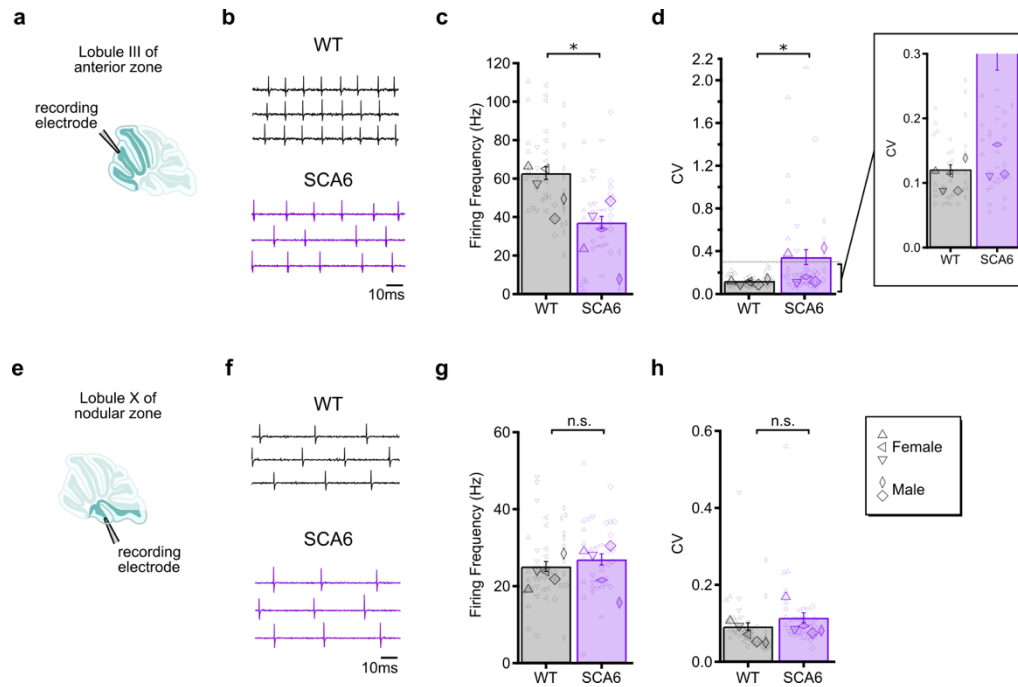 a
Lobule III of
anterior zone
recording
electrode
b
WT
SCA6
10ms
c
*
Firing Frequency (Hz)
120
100
80
60
40
20
0
WT
SCA6
d
*
CV
2.2
2.0
1.6
1.2
0.8
0.4
0.0
WT
SCA6
CV
0.3
0.2
0.1
0.0
WT
SCA6
e
Lobule X of
nodular zone
recording
electrode
f
WT
SCA6
10ms
g
n.s.
Firing Frequency (Hz)
60
40
20
0
WT
SCA6
h
n.s.
CV
0.6
0.4
0.2
0.0
WT
SCA6
Female
Male